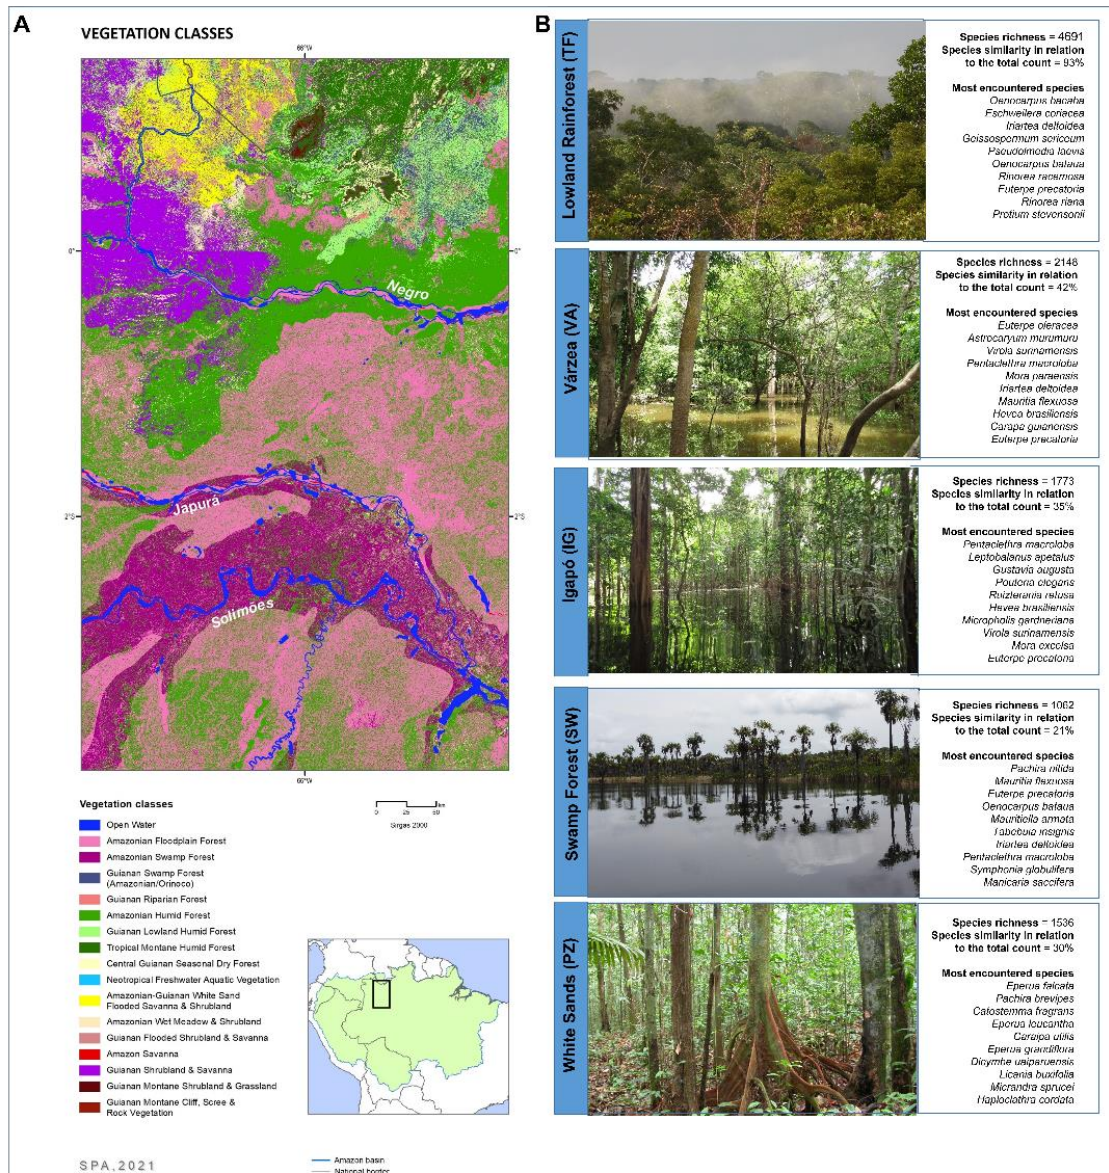 A
VEGETATION CLASSES
66°W
0°
0°
Negro
Japurá
2°S
2°S
Solimões
66°W
Vegetation classes
Open Water
Amazonian Floodplain Forest
Amazonian Swamp Forest
Guianan Swamp Forest
(Amazonian/Orinoco)
Guianan Riparian Forest
Amazonian Humid Forest
Guianan Lowland Humid Forest
Tropical Montane Humid Forest
Central Guianan Seasonal Dry Forest
Neotropical Freshwater Aquatic Vegetation
Amazonian-Guianan White Sand
Flooded Savanna & Shrubland
Amazonian Wet Meadow & Shrubland
Guianan Flooded Shrubland & Savanna
Amazon Savanna
Guianan Shrubland & Savanna
Guianan Montane Shrubland & Grassland
Guianan Montane Cliff, Scree &
Rock Vegetation
0 25 km
Sirgas 2000
SPA, 2021
Amazon basin
National border
B
Lowland Rainforest (TF)
Species richness = 4691
Species similarity in relation
to the total count = 93%
Most encountered species
Oenocarpus bacaba
Eschweilera coriacea
Iriartea deltoidea
Geissospermum sericeum
Pseudolmedia laevis
Oenocarpus bataua
Rinorea racemosa
Euterpe precatoria
Rinorea riana
Protium stevensonii
Várzea (VA)
Species richness = 2148
Species similarity in relation
to the total count = 42%
Most encountered species
Euterpe oleracea
Astrocaryum murumuru
Virola surinamensis
Pentaclethra macroloba
Mora paraensis
Iriartea deltoidea
Mauritia flexuosa
Hevea brasiliensis
Carapa guianensis
Euterpe precatoria
Igapó (IG)
Species richness = 1773
Species similarity in relation
to the total count = 35%
Most encountered species
Pentaclethra macroloba
Leptobalanus apetalus
Gustavia augusta
Pouteria elegans
Ruizterania retusa
Hevea brasiliensis
Micropholis gardneriana
Virola surinamensis
Mora excelsa
Euterpe precatoria
Swamp Forest (SW)
Species richness = 1062
Species similarity in relation
to the total count = 21%
Most encountered species
Pachira nitida
Mauritia flexuosa
Euterpe precatoria
Oenocarpus bataua
Mauritiella armata
Tabebuia insignis
Iriartea deltoidea
Pentaclethra macroloba
Symphonia globulifera
Manicaria saccifera
White Sands (PZ)
Species richness = 1536
Species similarity in relation
to the total count = 30%
Most encountered species
Eperua falcata
Pachira brevipes
Catostemma fragrans
Eperua leucantha
Caraipa utilis
Eperua grandiflora
Dicymbe uaiparuensis
Licania buxifolia
Micrandra sprucei
Haploclathra cordata